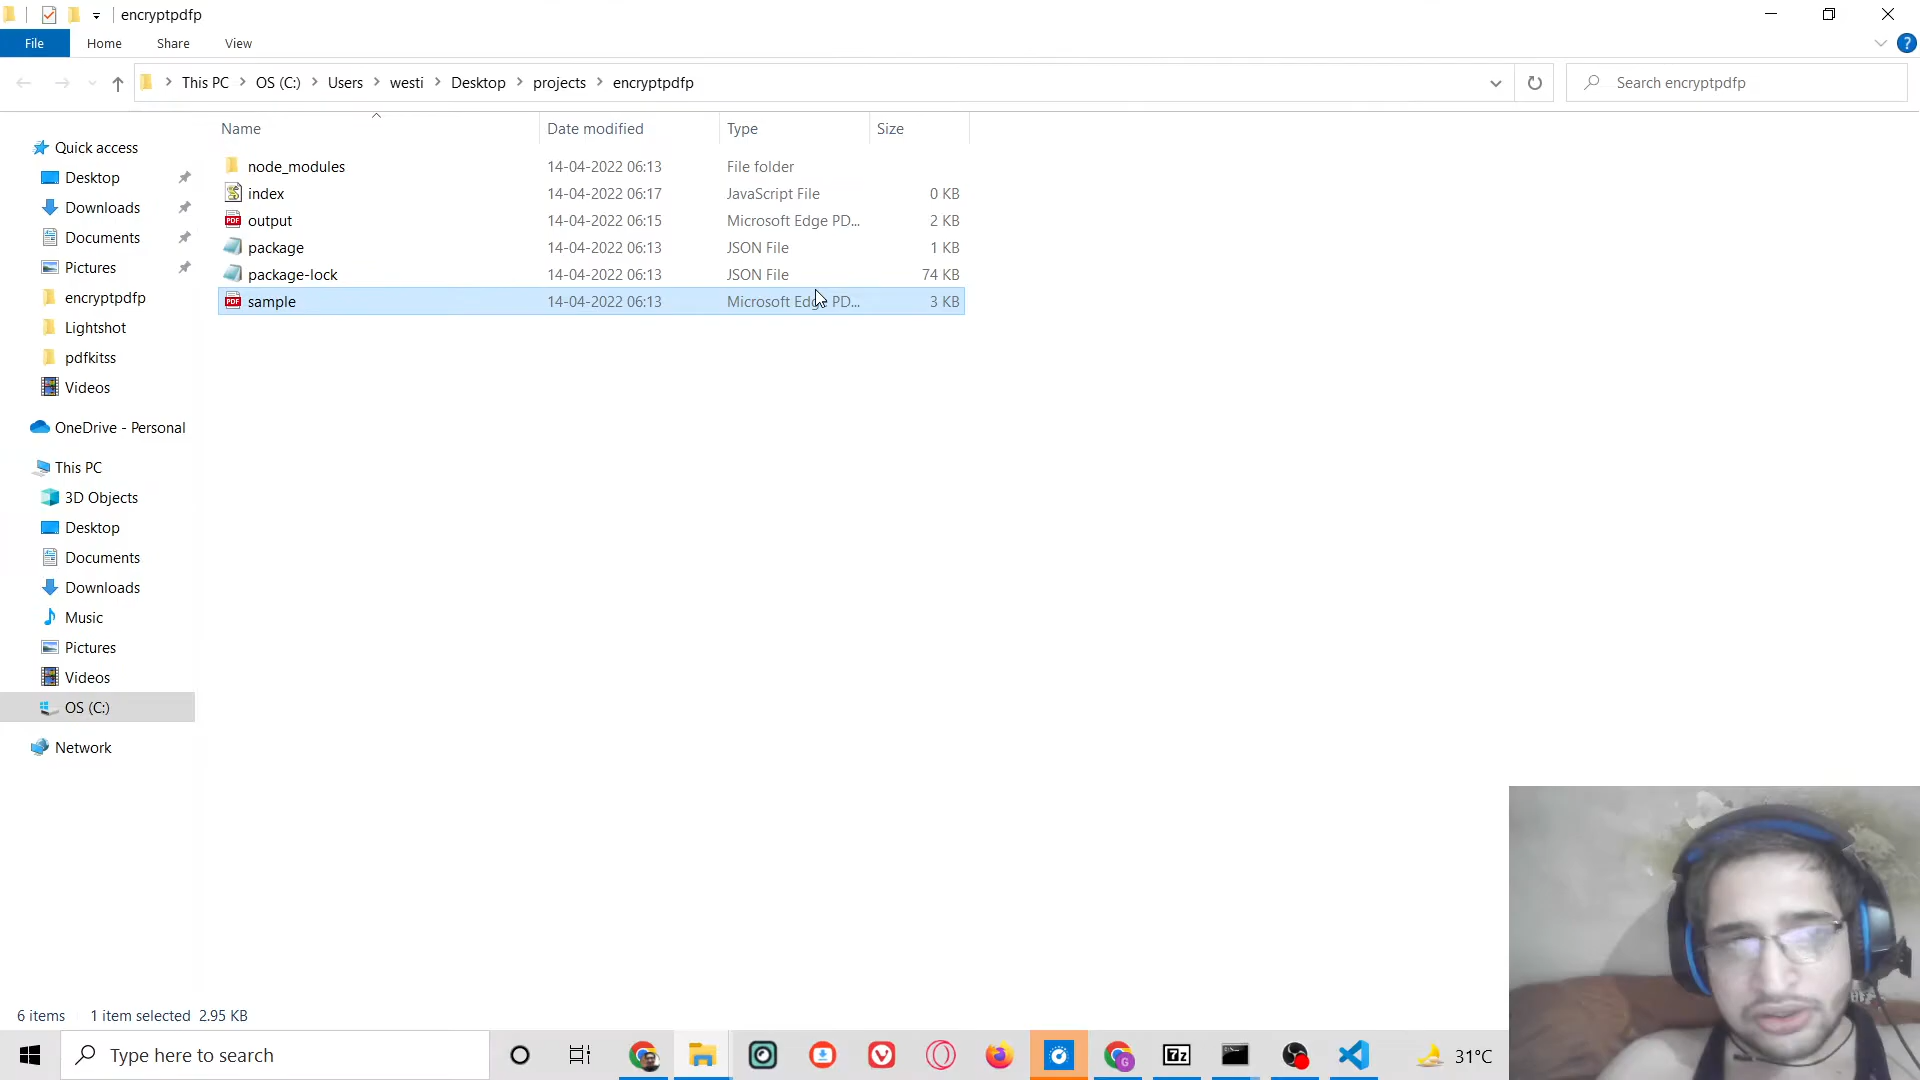 encryptpdfp
File Home Share View
This PC OS (C:) Users westi Desktop projects encryptpdfp Search encryptpdfp
Name Date modified Type Size
node_modules 14-04-2022 06:13 File folder
index 14-04-2022 06:17 JavaScript File 0 KB
output 14-04-2022 06:15 Microsoft Edge PD... 2 KB
package 14-04-2022 06:13 JSON File 1 KB
package-lock 14-04-2022 06:13 JSON File 74 KB
sample 14-04-2022 06:13 Microsoft Edge PD... 3 KB
Quick access
Desktop
Downloads
Documents
Pictures
encryptpdfp
Lightshot
pdfkitss
Videos
OneDrive - Personal
This PC
3D Objects
Desktop
Documents
Downloads
Music
Pictures
Videos
OS (C:)
Network
6 items 1 item selected 2.95 KB
Type here to search 31°C